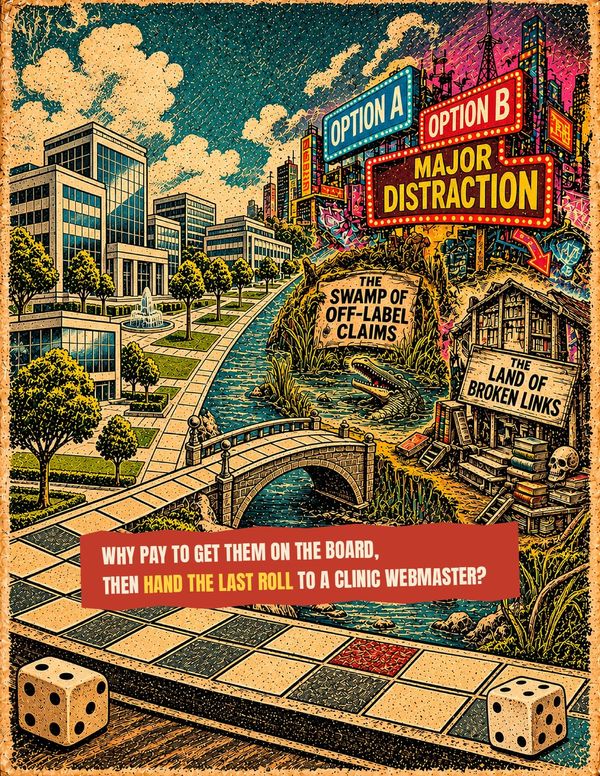 OPTION A
OPTION B
MAJOR
DISTRACTION
THE
SWAMP OF
OFF-LABEL
CLAIMS
THE
LAND OF
BROKEN LINKS
WHY PAY TO GET THEM ON THE BOARD,
THEN HAND THE LAST ROLL TO A CLINIC WEBMASTER?